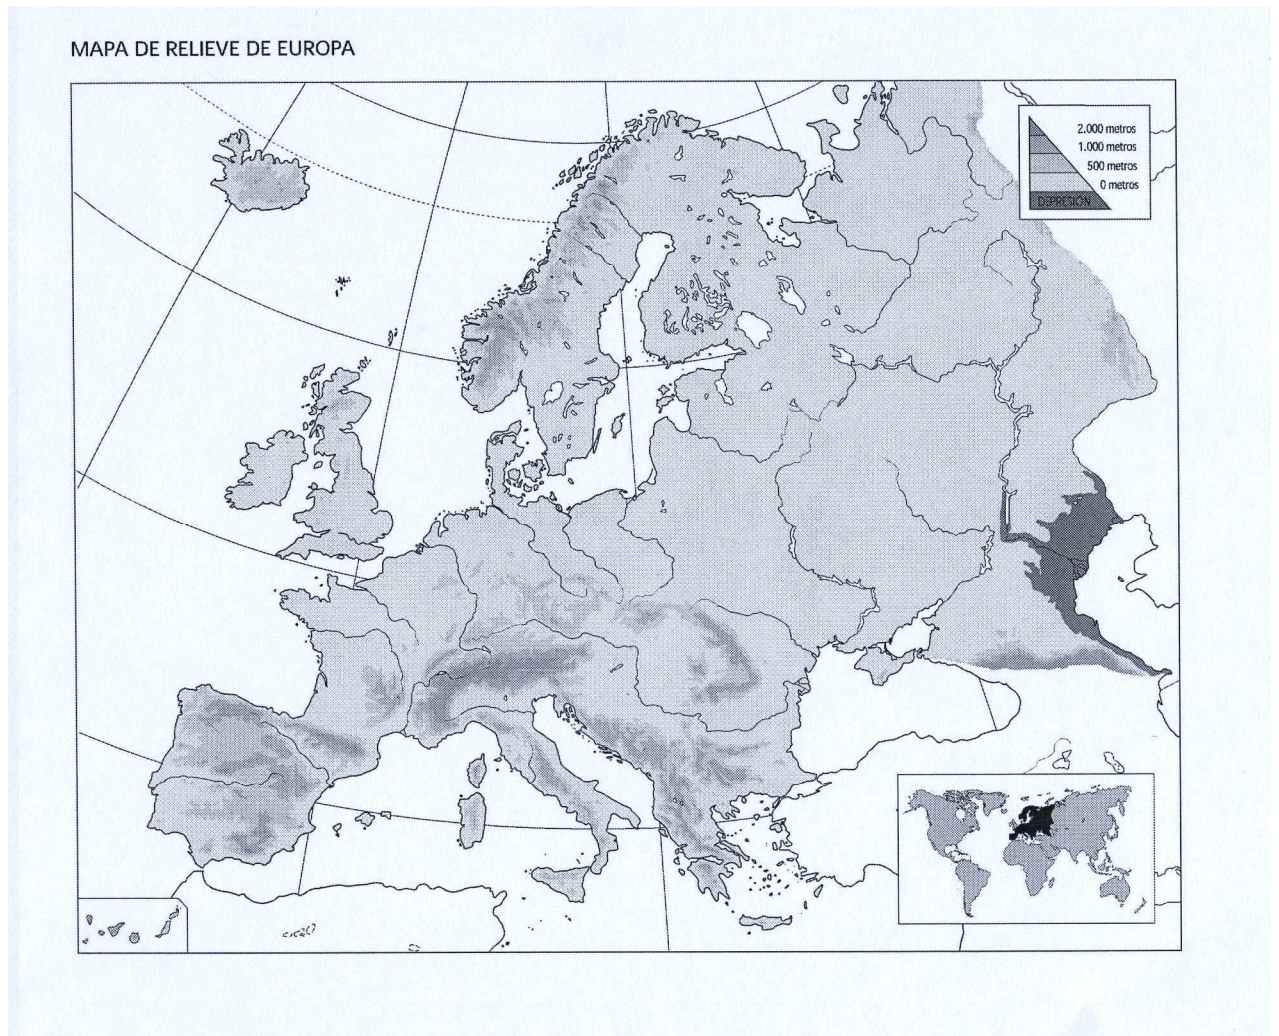 MAPA DE RELIEVE DE EUROPA
2.000 metros
1.000 metros
500 metros
0 metros
DEPRESIÓN